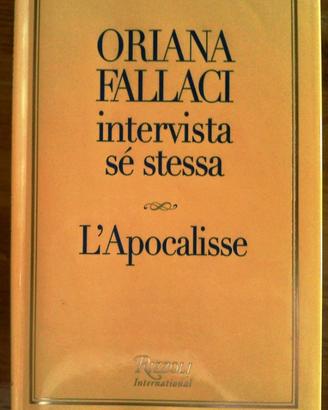 ORIANA
FALLACI
intervista
sé stessa
L'Apocalisse
RIZZOLI
International